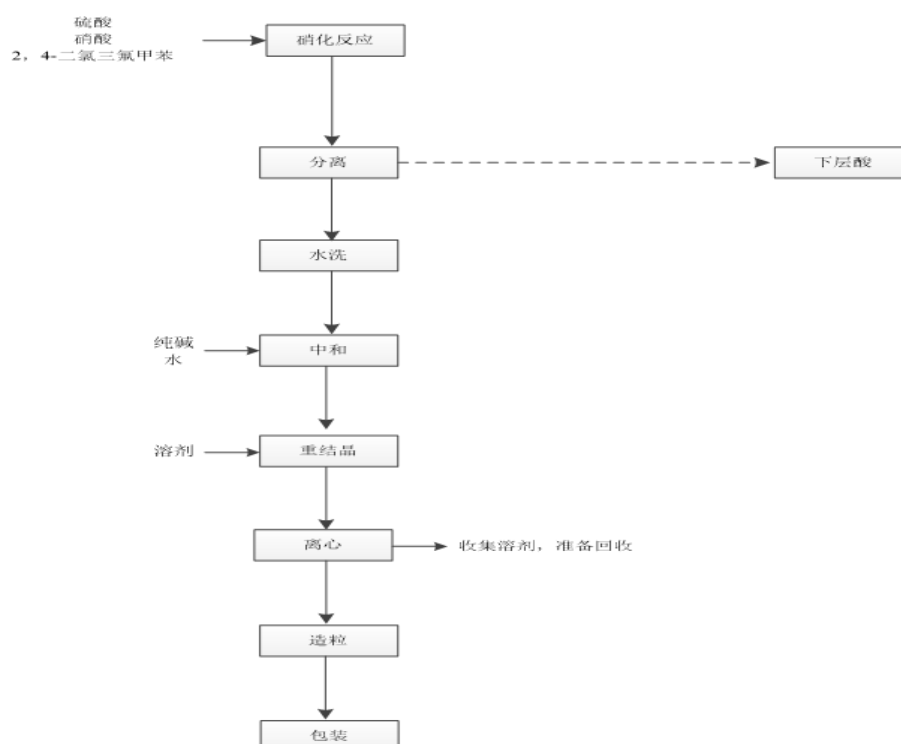 硫酸
硝酸
2，4-二氯三氟甲苯
硝化反应
分离
下层酸
水洗
纯碱
水
中和
溶剂
重结晶
离心
收集溶剂，准备回收
造粒
包装